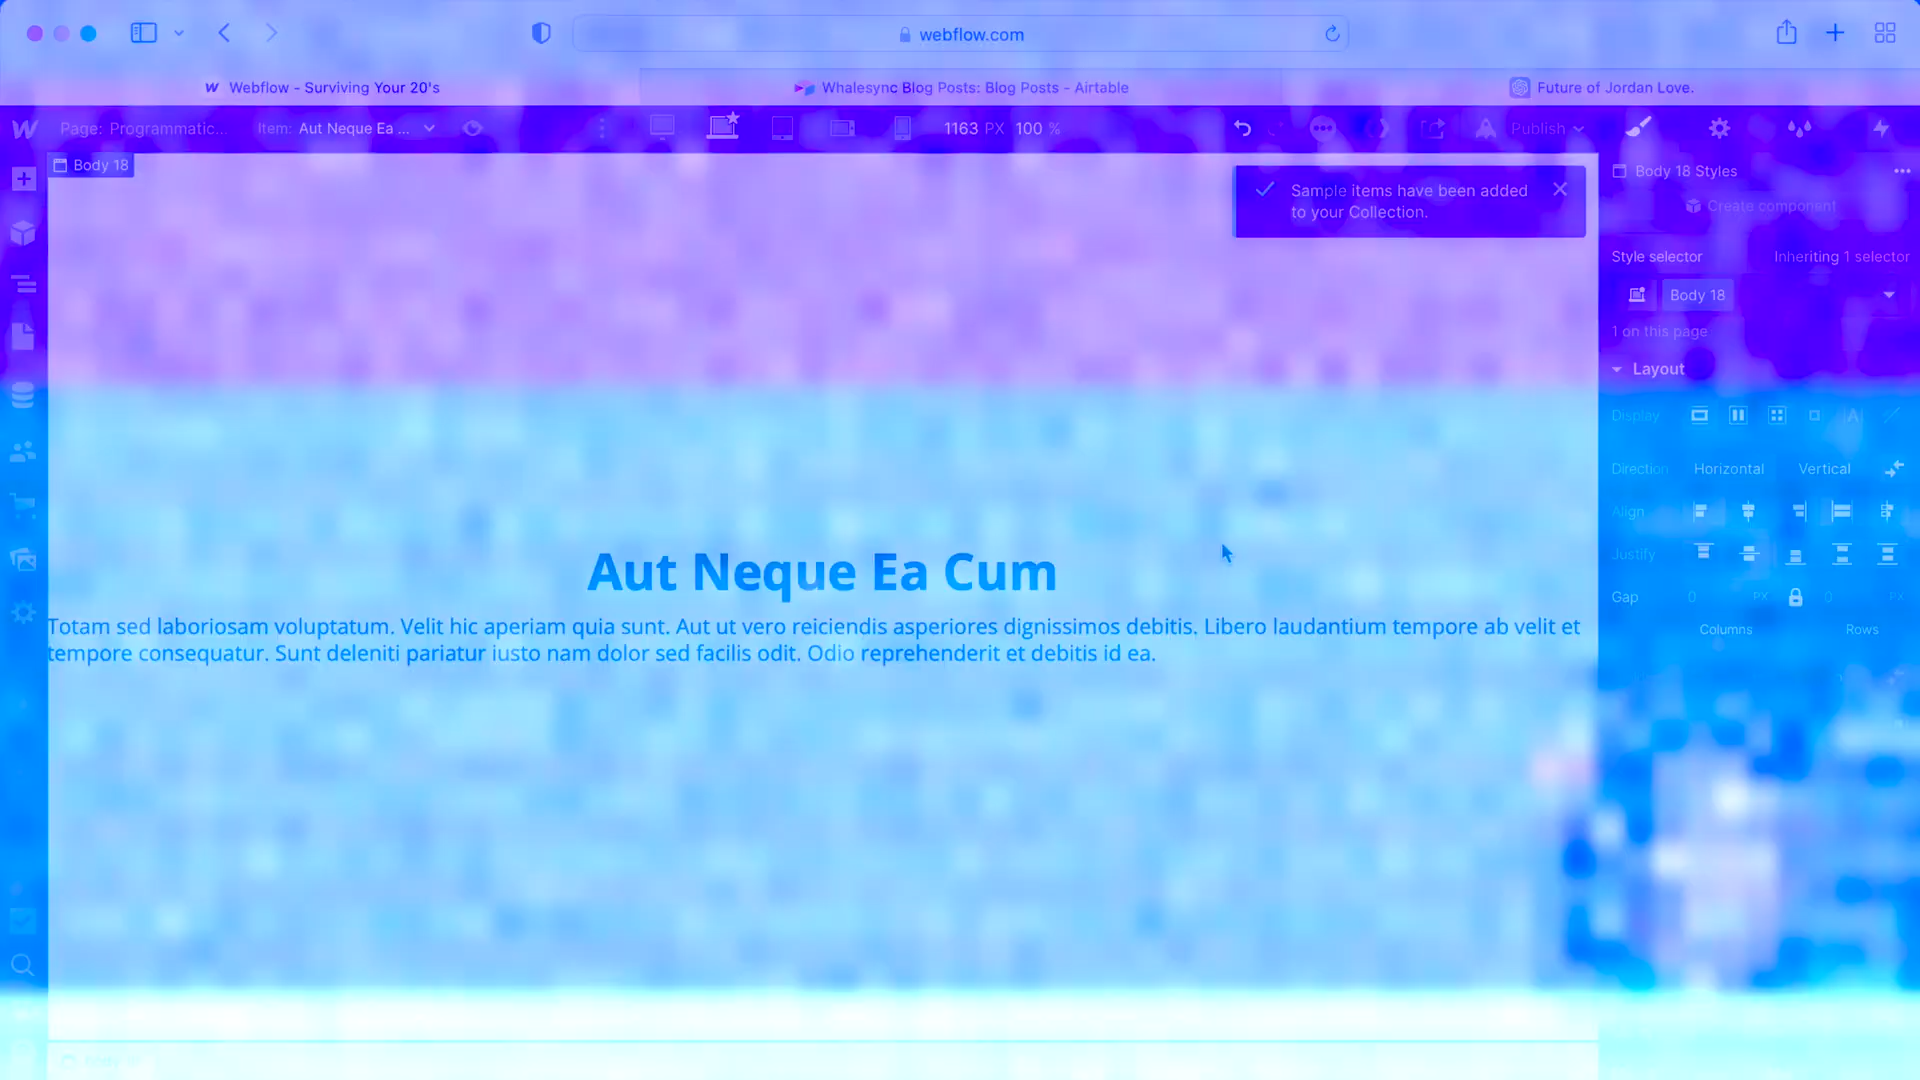 webflow.com
Webflow - Surviving Your 20's
Whalesync Blog Posts: Blog Posts - Airtable
Future of Jordan Love.
Page: Programmatic...
Item: Aut Neque Ea ...
1163 PX 100 %
Publish
Body 18
Sample items have been added
to your Collection.
Body 18 Styles
Create component
Style selector
Inheriting 1 selector
Body 18
1 on this page
Layout
Display
Direction Horizontal Vertical
Align
Justify
Gap 0 PX 0 PX
Columns Rows
Aut Neque Ea Cum
Totam sed laboriosam voluptatum. Velit hic aperiam quia sunt. Aut ut vero reiciendis asperiores dignissimos debitis. Libero laudantium tempore ab velit et
tempore consequatur. Sunt deleniti pariatur iusto nam dolor sed facilis odit. Odio reprehenderit et debitis id ea.